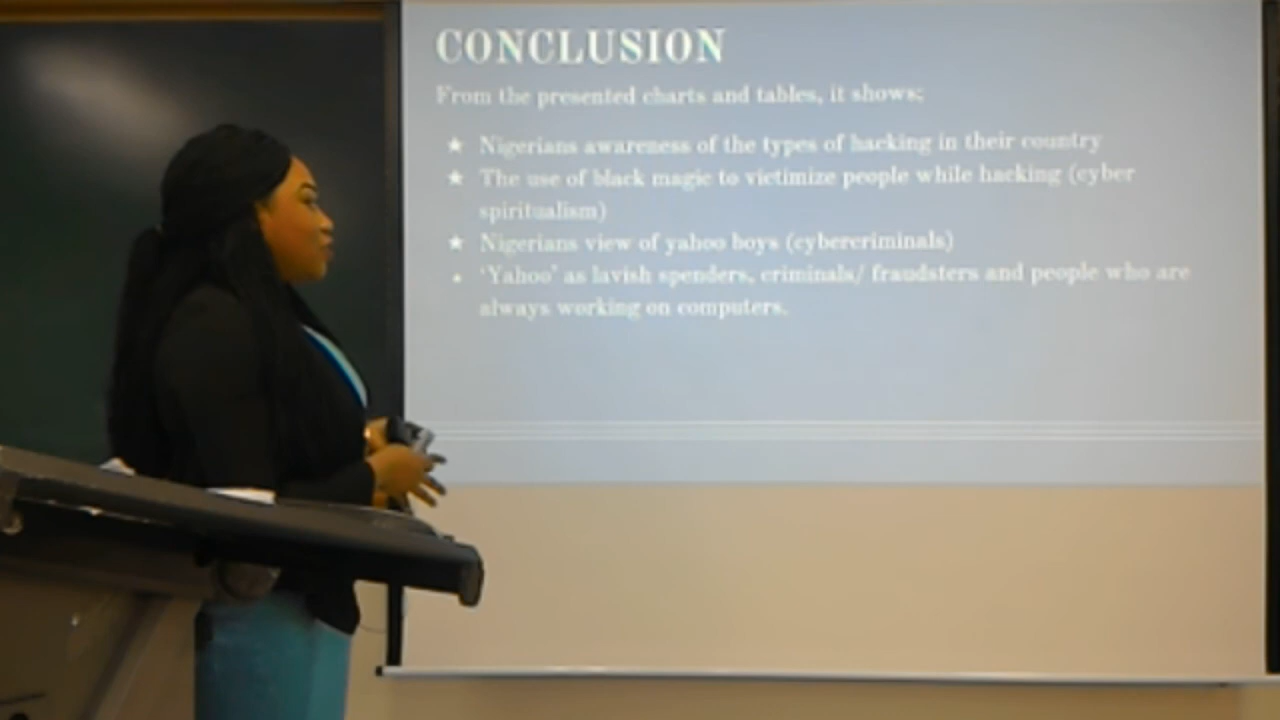 CONCLUSION
From the presented charts and tables, it shows;
★ Nigerians awareness of the types of hacking in their country
★ The use of black magic to victimize people while hacking (cyber
spiritualism)
★ Nigerians view of yahoo boys (cybercriminals)
• 'Yahoo' as lavish spenders, criminals/ fraudsters and people who are
always working on computers.